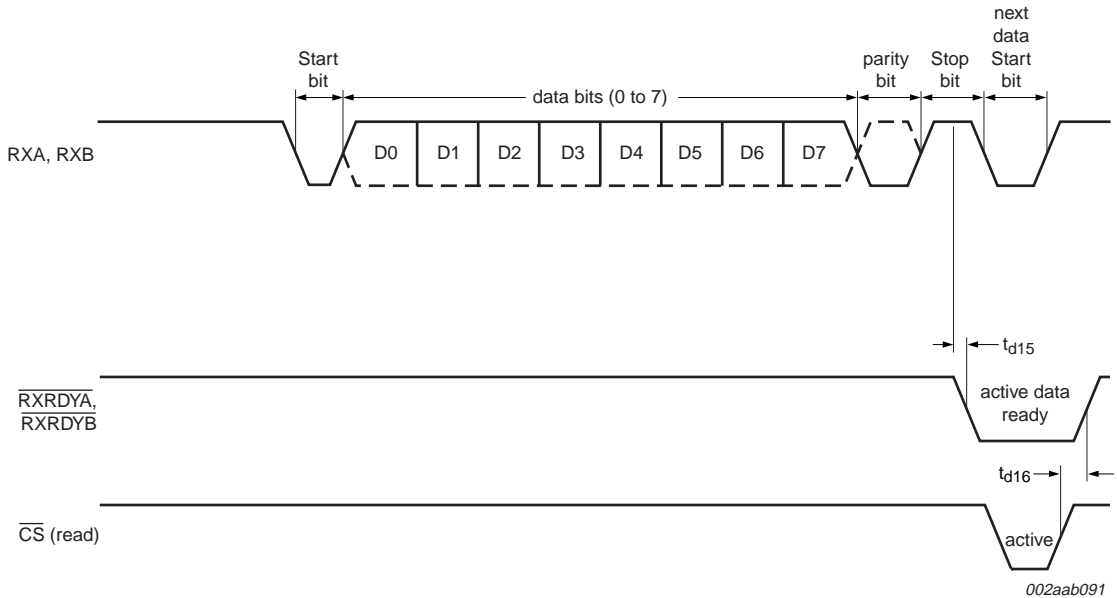 next
data
Start
bit
Start
bit
parity
bit
Stop
bit
data bits (0 to 7)
RXA, RXB
D0 D1 D2 D3 D4 D5 D6 D7
td15
RXRDYA,
RXRDYB
active data
ready
td16
CS (read)
active
002aab091